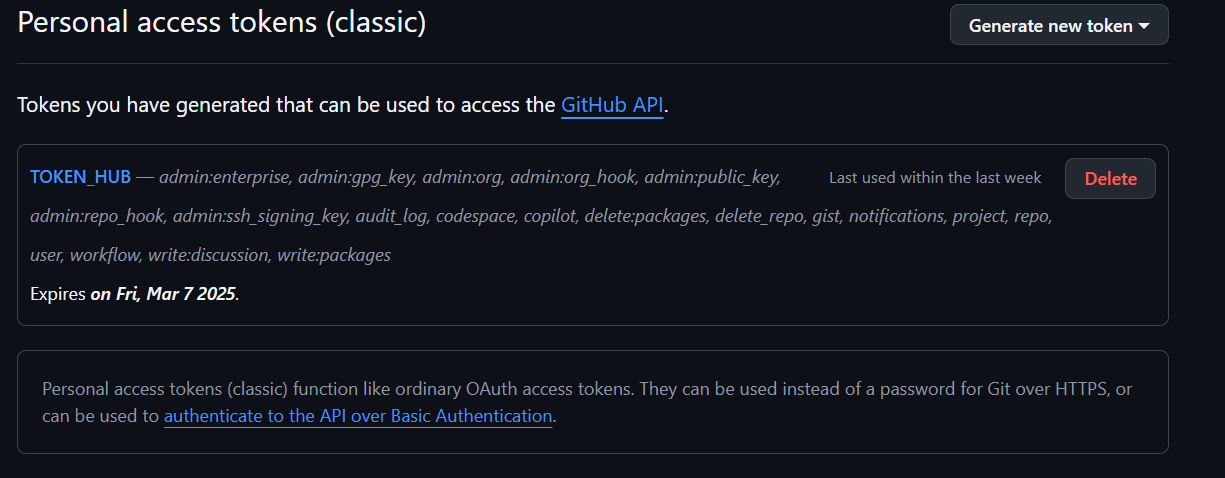 Personal access tokens (classic)
Generate new token
Tokens you have generated that can be used to access the GitHub API.
TOKEN_HUB — admin:enterprise, admin:gpg_key, admin:org, admin:org_hook, admin:public_key,
Last used within the last week
Delete
admin:repo_hook, admin:ssh_signing_key, audit_log, codespace, copilot, delete:packages, delete_repo, gist, notifications, project, repo,
user, workflow, write:discussion, write:packages
Expires on Fri, Mar 7 2025.
Personal access tokens (classic) function like ordinary OAuth access tokens. They can be used instead of a password for Git over HTTPS, or
can be used to authenticate to the API over Basic Authentication.